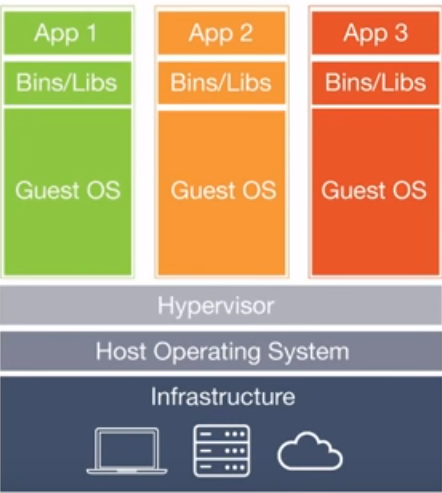 App 1
App 2
App 3
Bins/Libs
Bins/Libs
Bins/Libs
Guest OS
Guest OS
Guest OS
Hypervisor
Host Operating System
Infrastructure